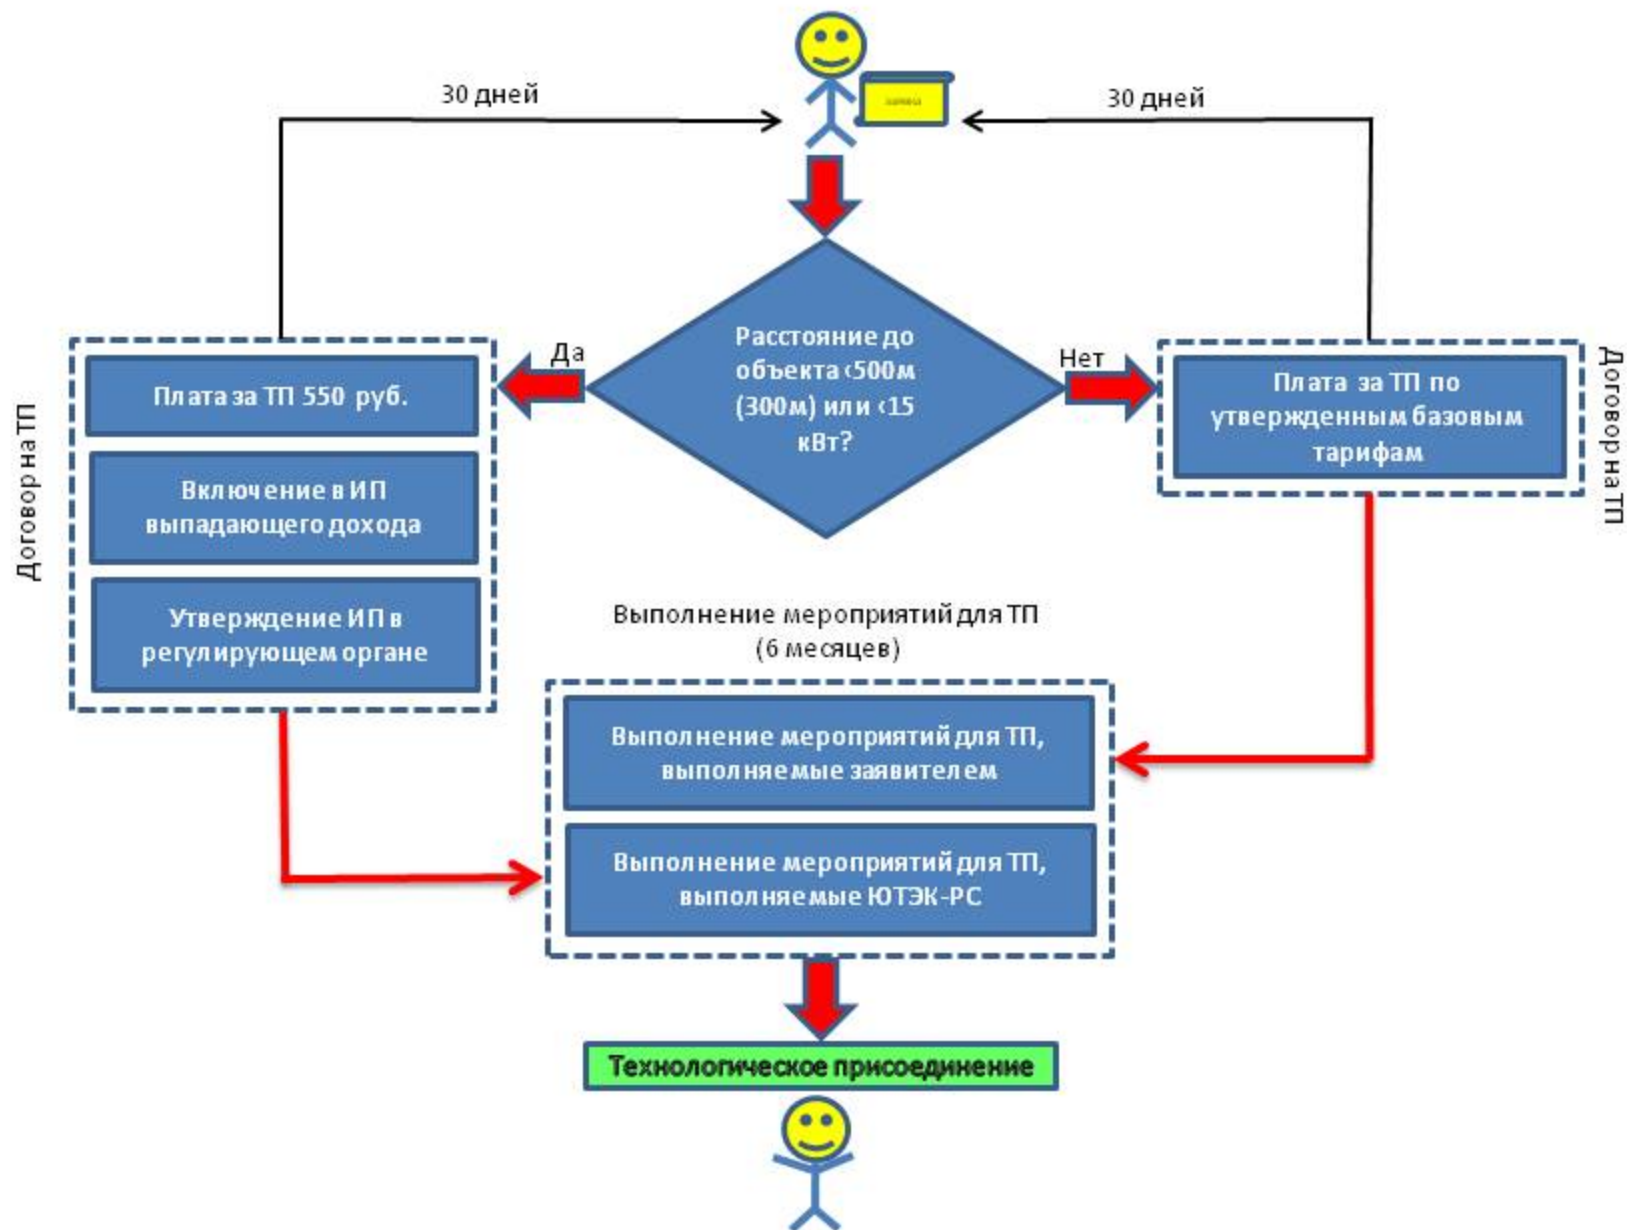 30 дней
30 дней
Расстояние до
объекта <500м
(300м) или <15
кВт?
Да
Нет
Договор на ТП
Плата за ТП 550 руб.
Включение в ИП
выпадающего дохода
Утверждение ИП в
регулирующем органе
Плата за ТП по
утвержденным базовым
тарифам
Договор на ТП
Выполнение мероприятий для ТП
(6 месяцев)
Выполнение мероприятий для ТП,
выполняемые заявителем
Выполнение мероприятий для ТП,
выполняемые ЮТЭК-РС
Технологическое присоединение